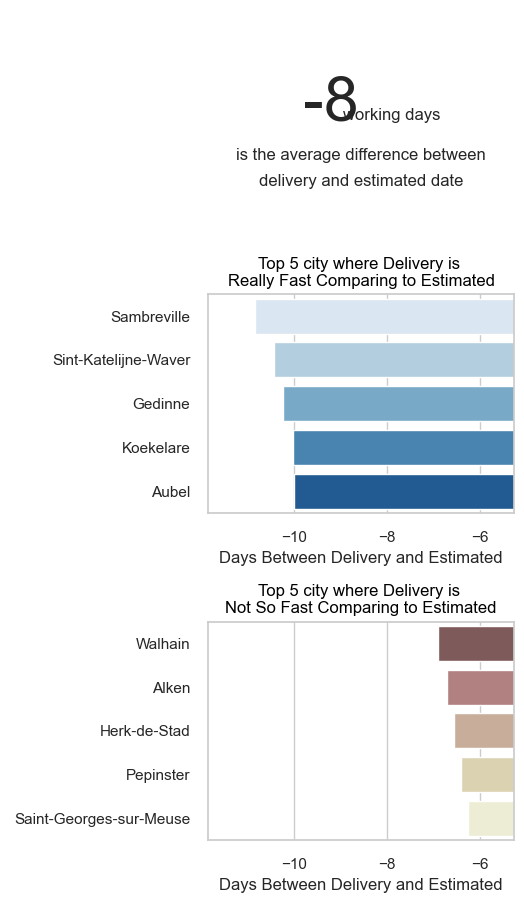 -8 working days
is the average difference between
delivery and estimated date
Top 5 city where Delivery is
Really Fast Comparing to Estimated
Sambreville
Sint-Katelijne-Waver
Gedinne
Koekelare
Aubel
−10 −8 −6
Days Between Delivery and Estimated
Top 5 city where Delivery is
Not So Fast Comparing to Estimated
Walhain
Alken
Herk-de-Stad
Pepinster
Saint-Georges-sur-Meuse
−10 −8 −6
Days Between Delivery and Estimated